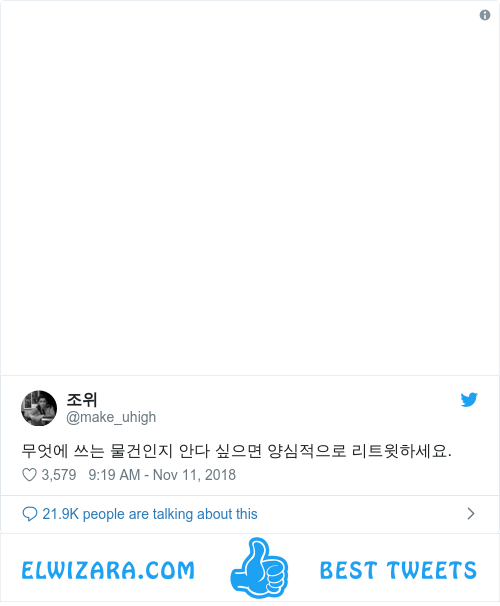 조위
@make_uhigh
무엇에 쓰는 물건인지 안다 싶으면 양심적으로 리트윗하세요.
3,579 9:19 AM - Nov 11, 2018
21.9K people are talking about this
ELWIZARA.COM BEST TWEETS